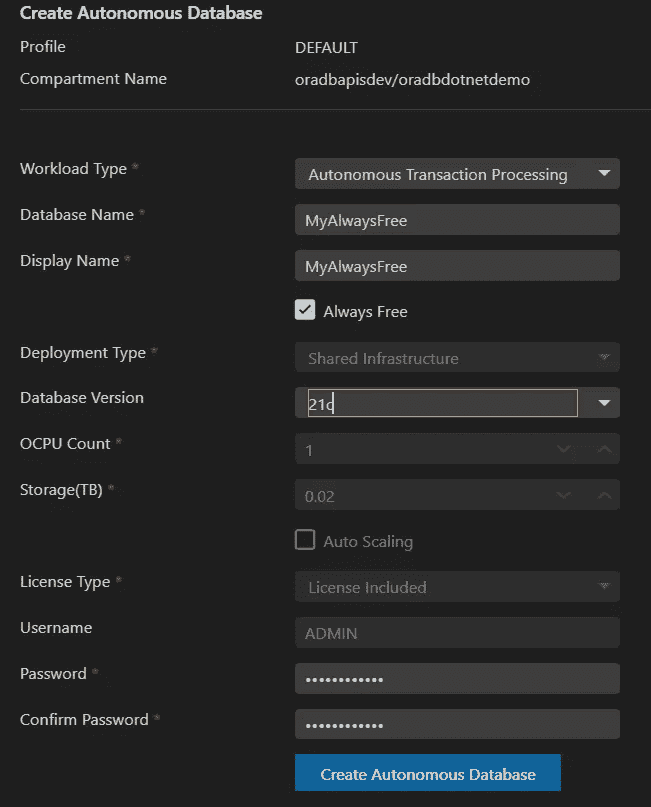 Create Autonomous Database
Profile DEFAULT
Compartment Name oradbapisdev/oradbdotnetdemo
Workload Type * Autonomous Transaction Processing
Database Name * MyAlwaysFree
Display Name * MyAlwaysFree
Always Free
Deployment Type * Shared Infrastructure
Database Version 21c
OCPU Count * 1
Storage(TB) * 0.02
Auto Scaling
License Type * License Included
Username ADMIN
Password * ••••••••••••
Confirm Password * ••••••••••••
Create Autonomous Database